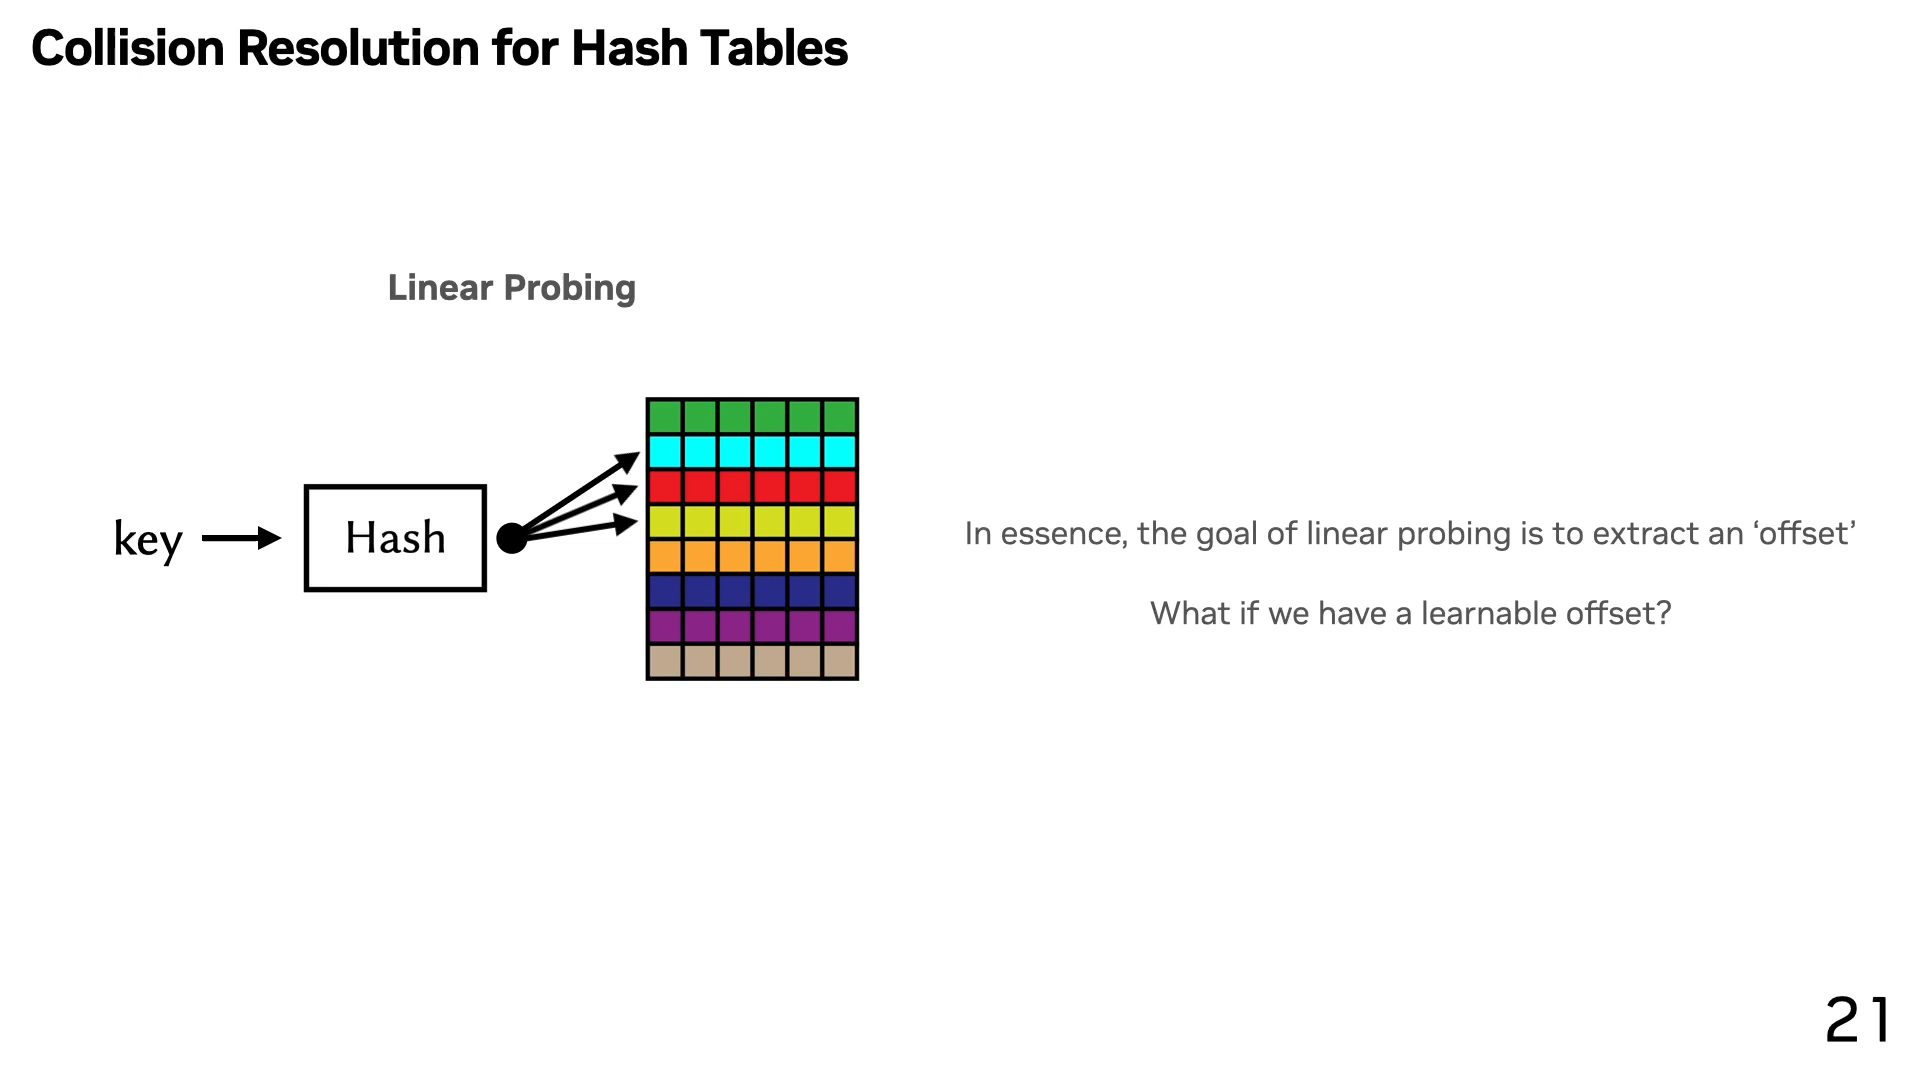 Collision Resolution for Hash Tables
Linear Probing
key
Hash
In essence, the goal of linear probing is to extract an ‘offset’
What if we have a learnable offset?
21